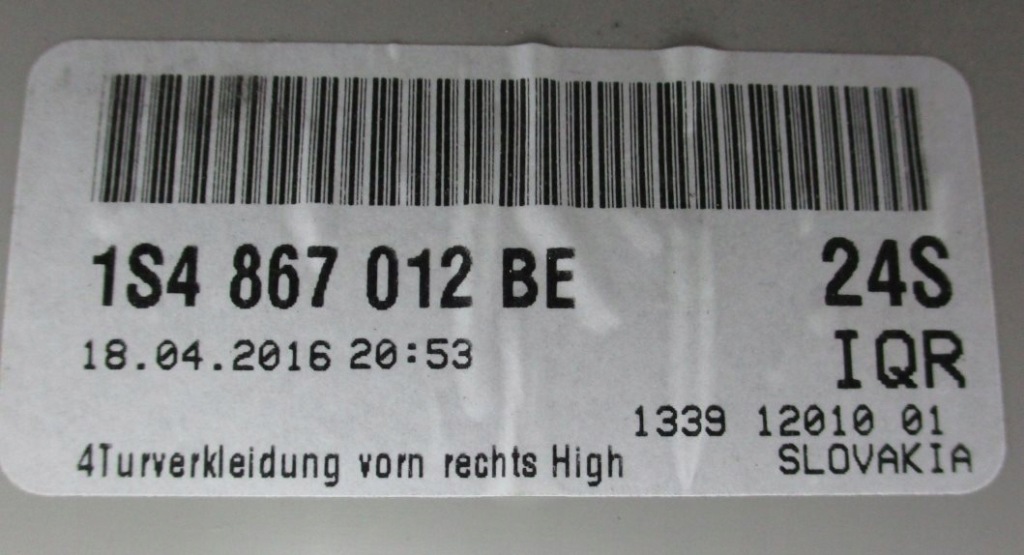 1S4 867 012 BE 24S
18.04.2016 20:53 IQR
1339 12010 01
4Turverkleidung vorn rechts High SLOVAKIA